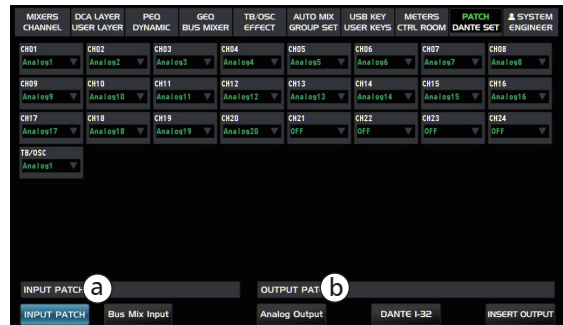 MIXERS DCA LAYER PEQ GEQ TB/OSC AUTO MIX USB KEY METERS PATCH SYSTEM
CHANNEL USER LAYER DYNAMIC BUS MIXER EFFECT GROUP SET USER KEYS CTRL ROOM DANTE SET ENGINEER
CH01 CH02 CH03 CH04 CH05 CH06 CH07 CH08
Analog1 Analog2 Analog3 Analog4 Analog5 Analog6 Analog7 Analog8
CH09 CH10 CH11 CH12 CH13 CH14 CH15 CH16
Analog9 Analog10 Analog11 Analog12 Analog13 Analog14 Analog15 Analog16
CH17 CH18 CH19 CH20 CH21 CH22 CH23 CH24
Analog17 Analog18 Analog19 Analog20 OFF OFF OFF OFF
TB/OSC
Analog1
INPUT PATCH a OUTPUT PAT b
INPUT PATCH Bus Mix Input Analog Output DANTE 1-32 INSERT OUTPUT